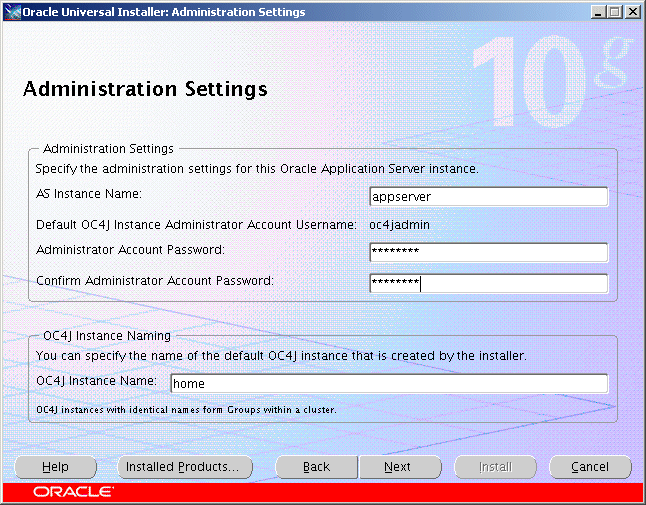 Oracle Universal Installer: Administration Settings
10g
Administration Settings
Administration Settings
Specify the administration settings for this Oracle Application Server instance.
AS Instance Name: appserver
Default OC4J Instance Administrator Account Username: oc4jadmin
Administrator Account Password: ********
Confirm Administrator Account Password: ********
OC4J Instance Naming
You can specify the name of the default OC4J instance that is created by the installer.
OC4J Instance Name: home
OC4J instances with identical names form Groups within a cluster.
Help Installed Products... Back Next Install Cancel
ORACLE